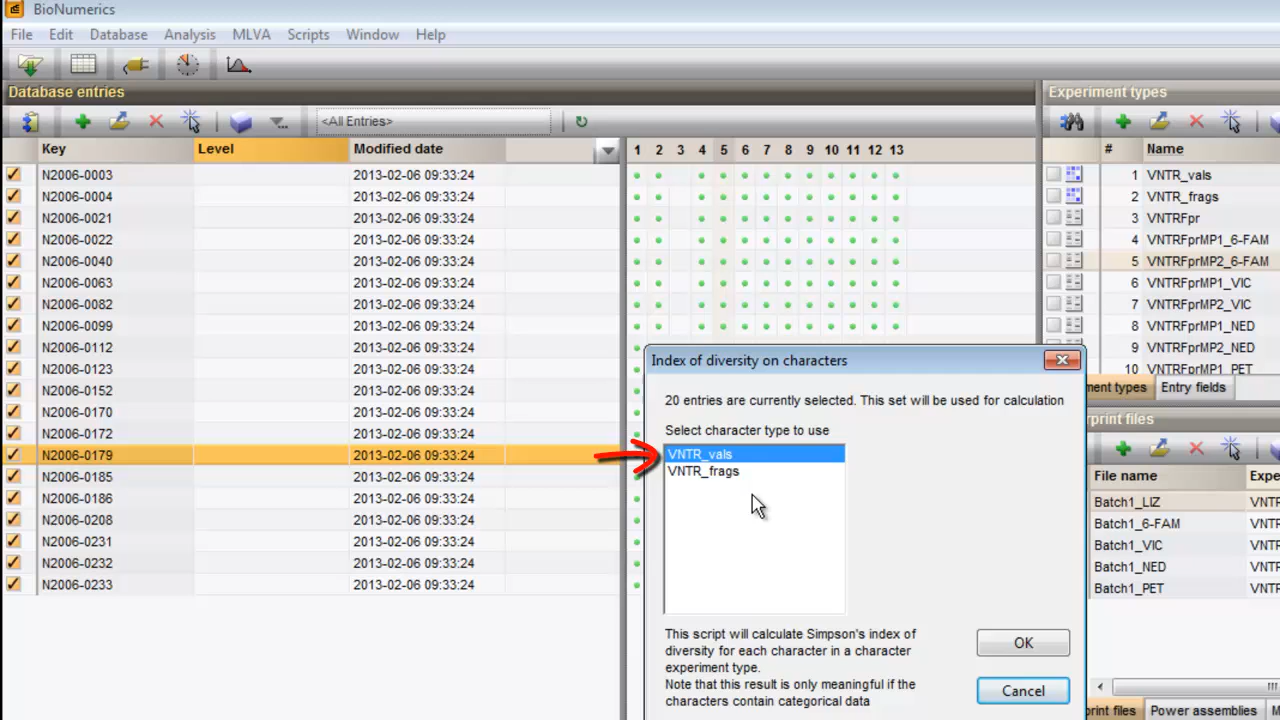 BioNumerics
File Edit Database Analysis MLVA Scripts Window Help
Database entries
<All Entries>
Key Level Modified date 1 2 3 4 5 6 7 8 9 10 11 12 13
N2006-0003 2013-02-06 09:33:24
N2006-0004 2013-02-06 09:33:24
N2006-0021 2013-02-06 09:33:24
N2006-0022 2013-02-06 09:33:24
N2006-0040 2013-02-06 09:33:24
N2006-0063 2013-02-06 09:33:24
N2006-0082 2013-02-06 09:33:24
N2006-0099 2013-02-06 09:33:24
N2006-0112 2013-02-06 09:33:24
N2006-0123 2013-02-06 09:33:24
N2006-0152 2013-02-06 09:33:24
N2006-0170 2013-02-06 09:33:24
N2006-0172 2013-02-06 09:33:24
N2006-0179 2013-02-06 09:33:24
N2006-0185 2013-02-06 09:33:24
N2006-0186 2013-02-06 09:33:24
N2006-0208 2013-02-06 09:33:24
N2006-0231 2013-02-06 09:33:24
N2006-0232 2013-02-06 09:33:24
N2006-0233 2013-02-06 09:33:24
Experiment types
# Name
1 VNTR_vals
2 VNTR_frags
3 VNTRFpr
4 VNTRFprMP1_6-FAM
5 VNTRFprMP2_6-FAM
6 VNTRFprMP1_VIC
7 VNTRFprMP2_VIC
8 VNTRFprMP1_NED
9 VNTRFprMP2_NED
10 VNTRFprMP1_PET
ment types Entry fields
print files
File name Expe
Batch1_LIZ VNTR
Batch1_6-FAM VNTR
Batch1_VIC VNTR
Batch1_NED VNTR
Batch1_PET VNTR
print files Power assemblies M
Index of diversity on characters
20 entries are currently selected. This set will be used for calculation
Select character type to use
VNTR_vals
VNTR_frags
This script will calculate Simpson's index of
diversity for each character in a character
experiment type.
Note that this result is only meaningful if the
characters contain categorical data
OK
Cancel